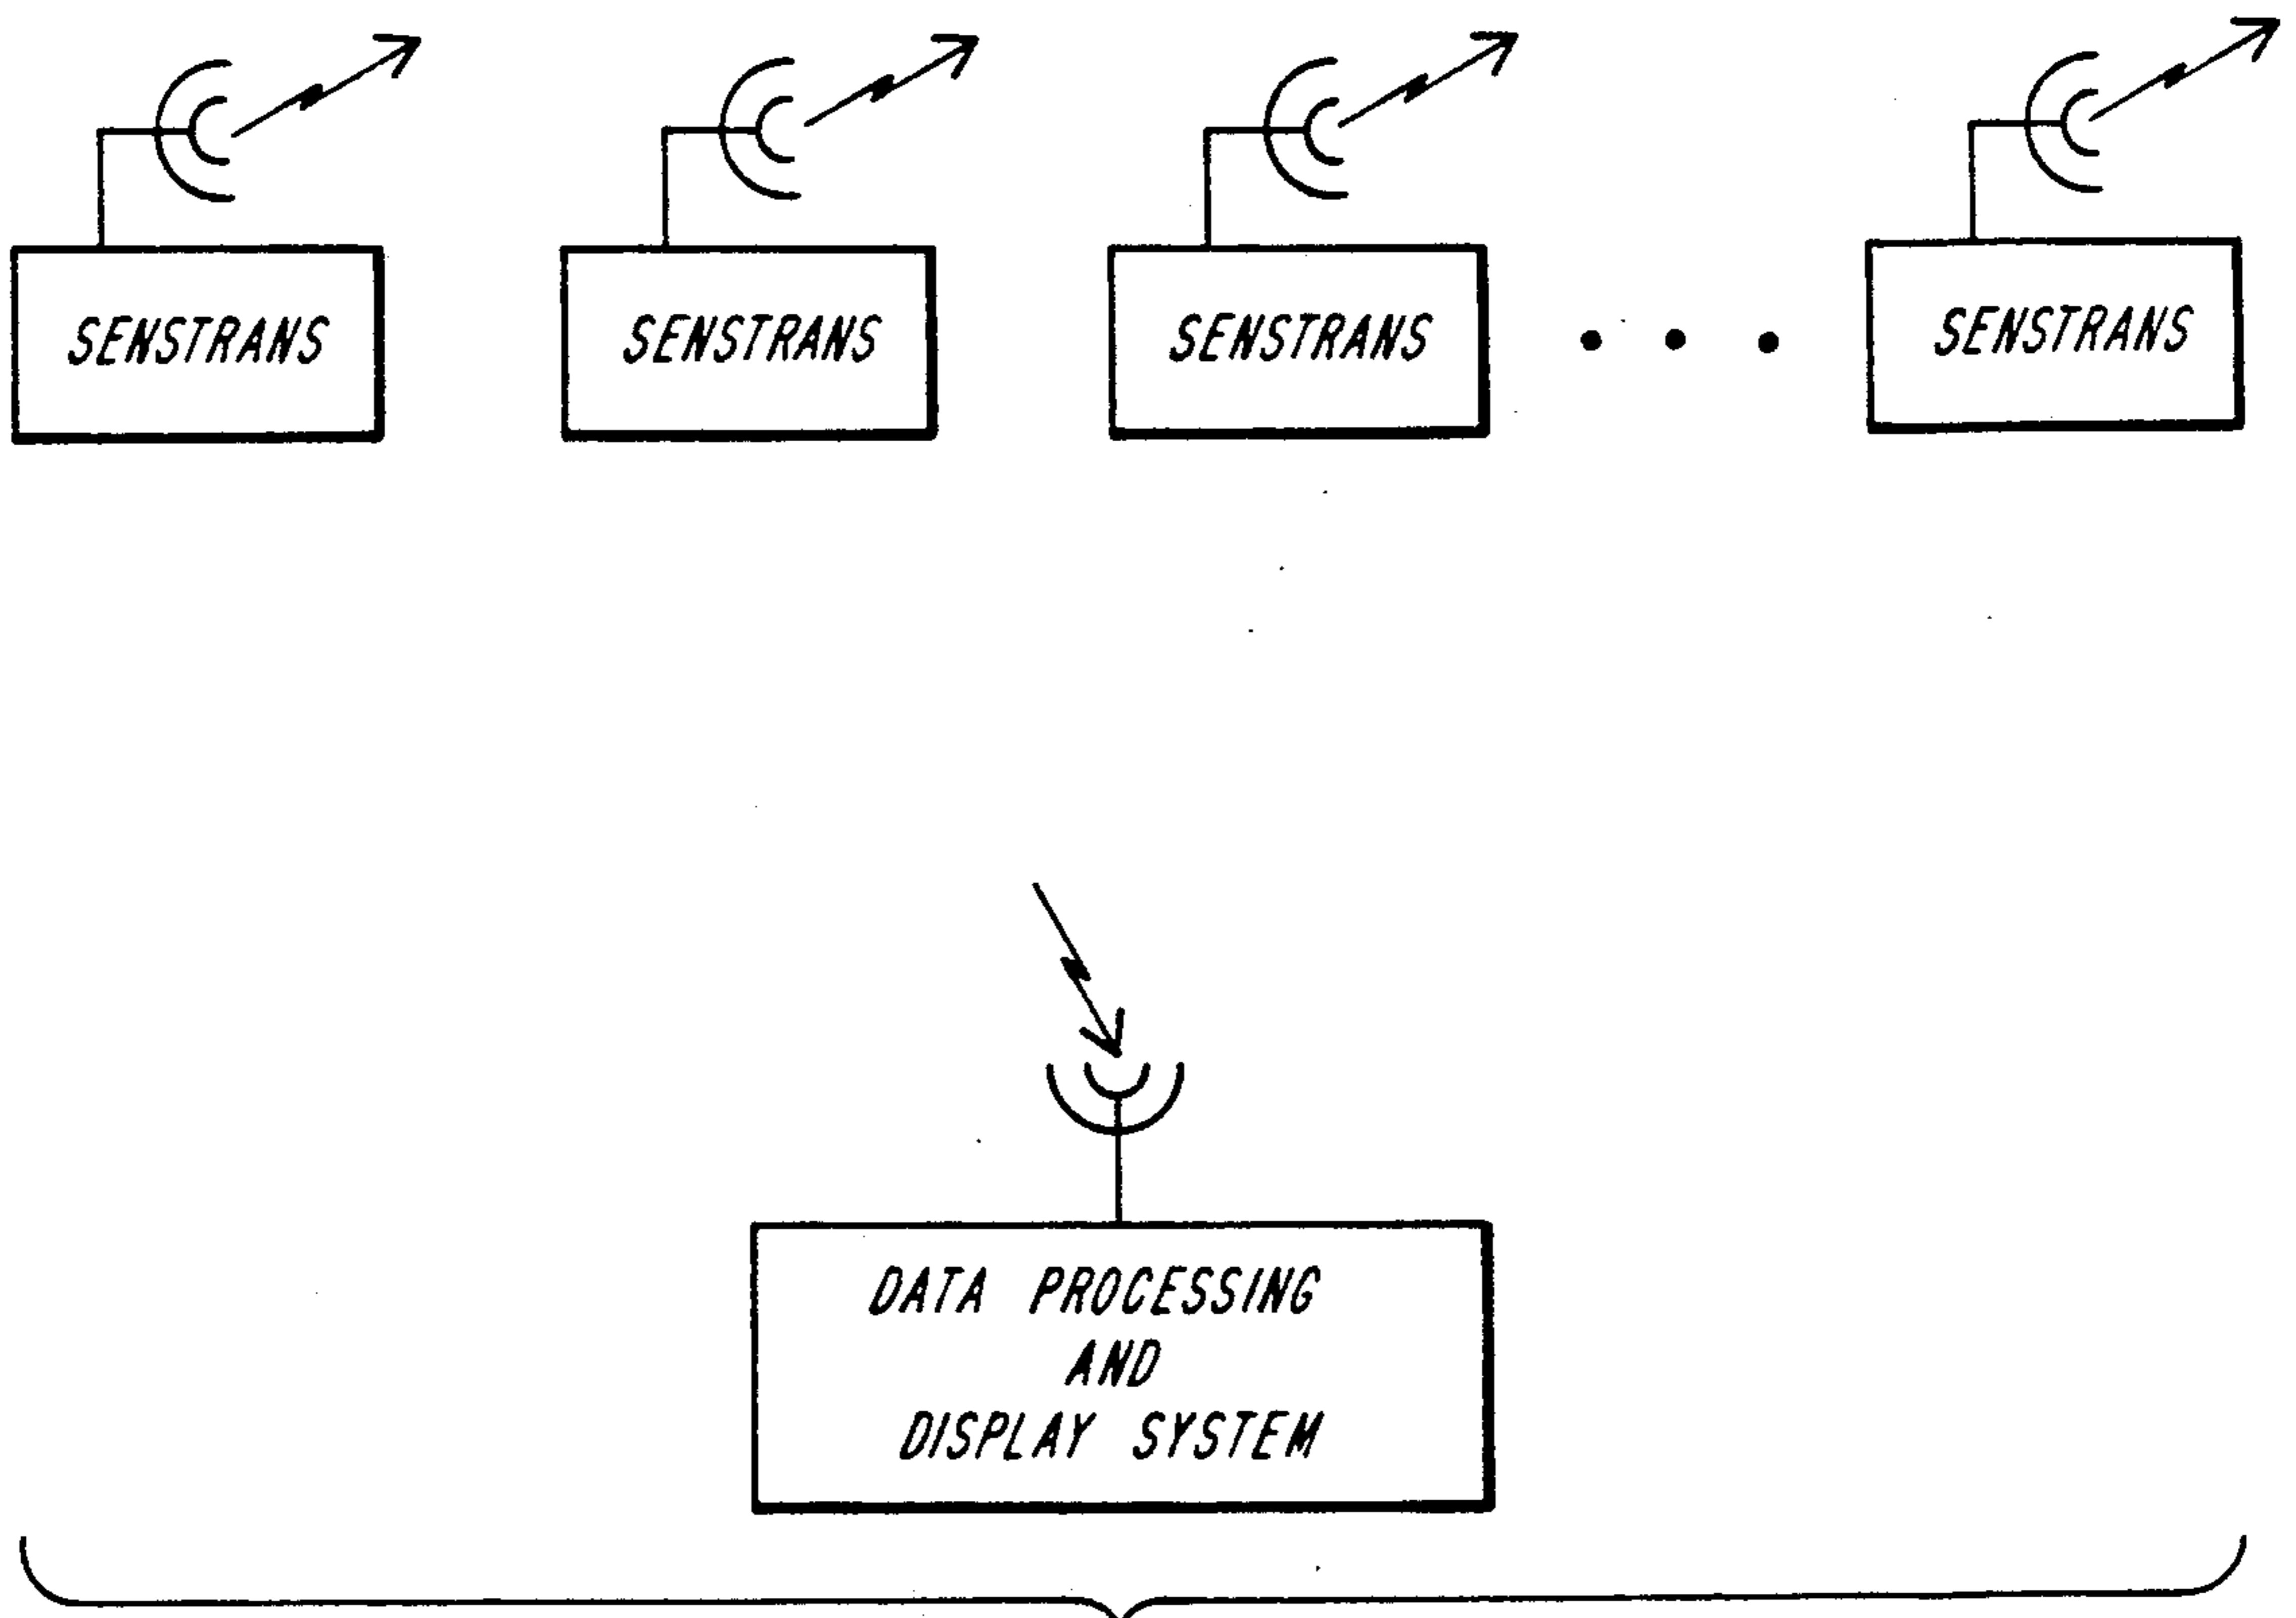 SENSTRANS SENSTRANS SENSTRANS SENSTRANS
DATA PROCESSING
AND
DISPLAY SYSTEM